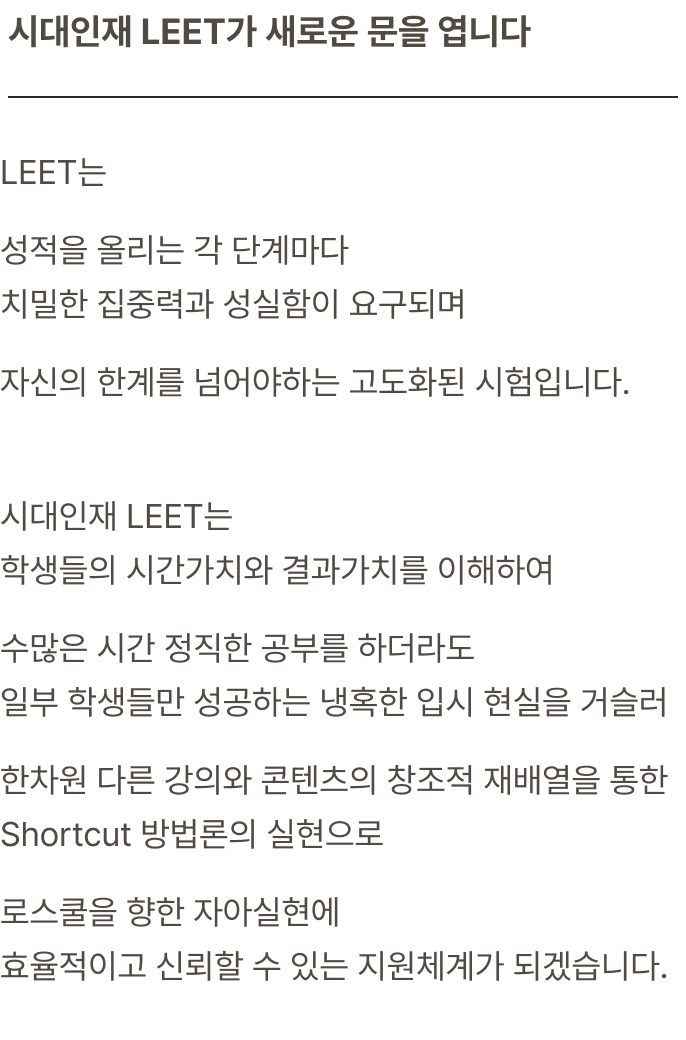 시대인재 LEET가 새로운 문을 엽니다
LEET는
성적을 올리는 각 단계마다
치밀한 집중력과 성실함이 요구되며
자신의 한계를 넘어야하는 고도화된 시험입니다.
시대인재 LEET는
학생들의 시간가치와 결과가치를 이해하여
수많은 시간 정직한 공부를 하더라도
일부 학생들만 성공하는 냉혹한 입시 현실을 거슬러
한차원 다른 강의와 콘텐츠의 창조적 재배열을 통한
Shortcut 방법론의 실현으로
로스쿨을 향한 자아실현에
효율적이고 신뢰할 수 있는 지원체계가 되겠습니다.